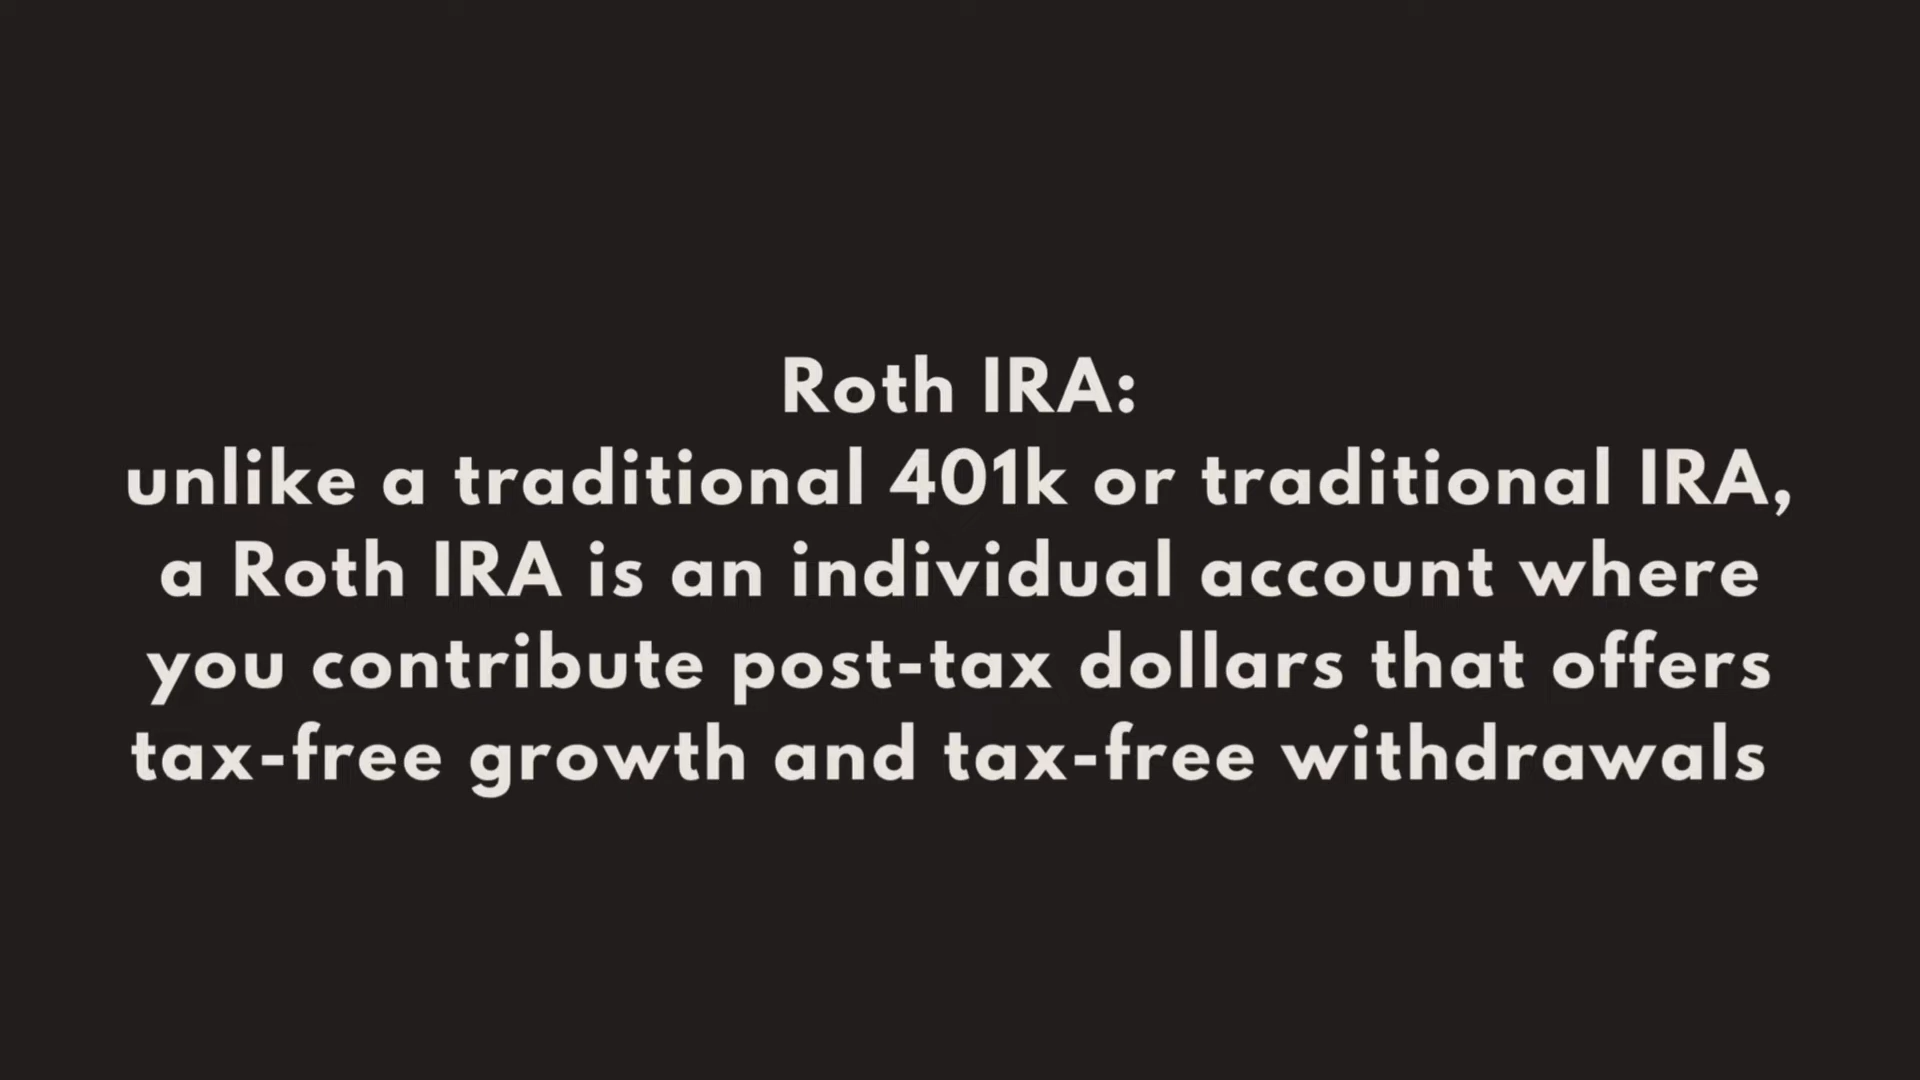 Roth IRA:
unlike a traditional 401k or traditional IRA,
a Roth IRA is an individual account where
you contribute post-tax dollars that offers
tax-free growth and tax-free withdrawals